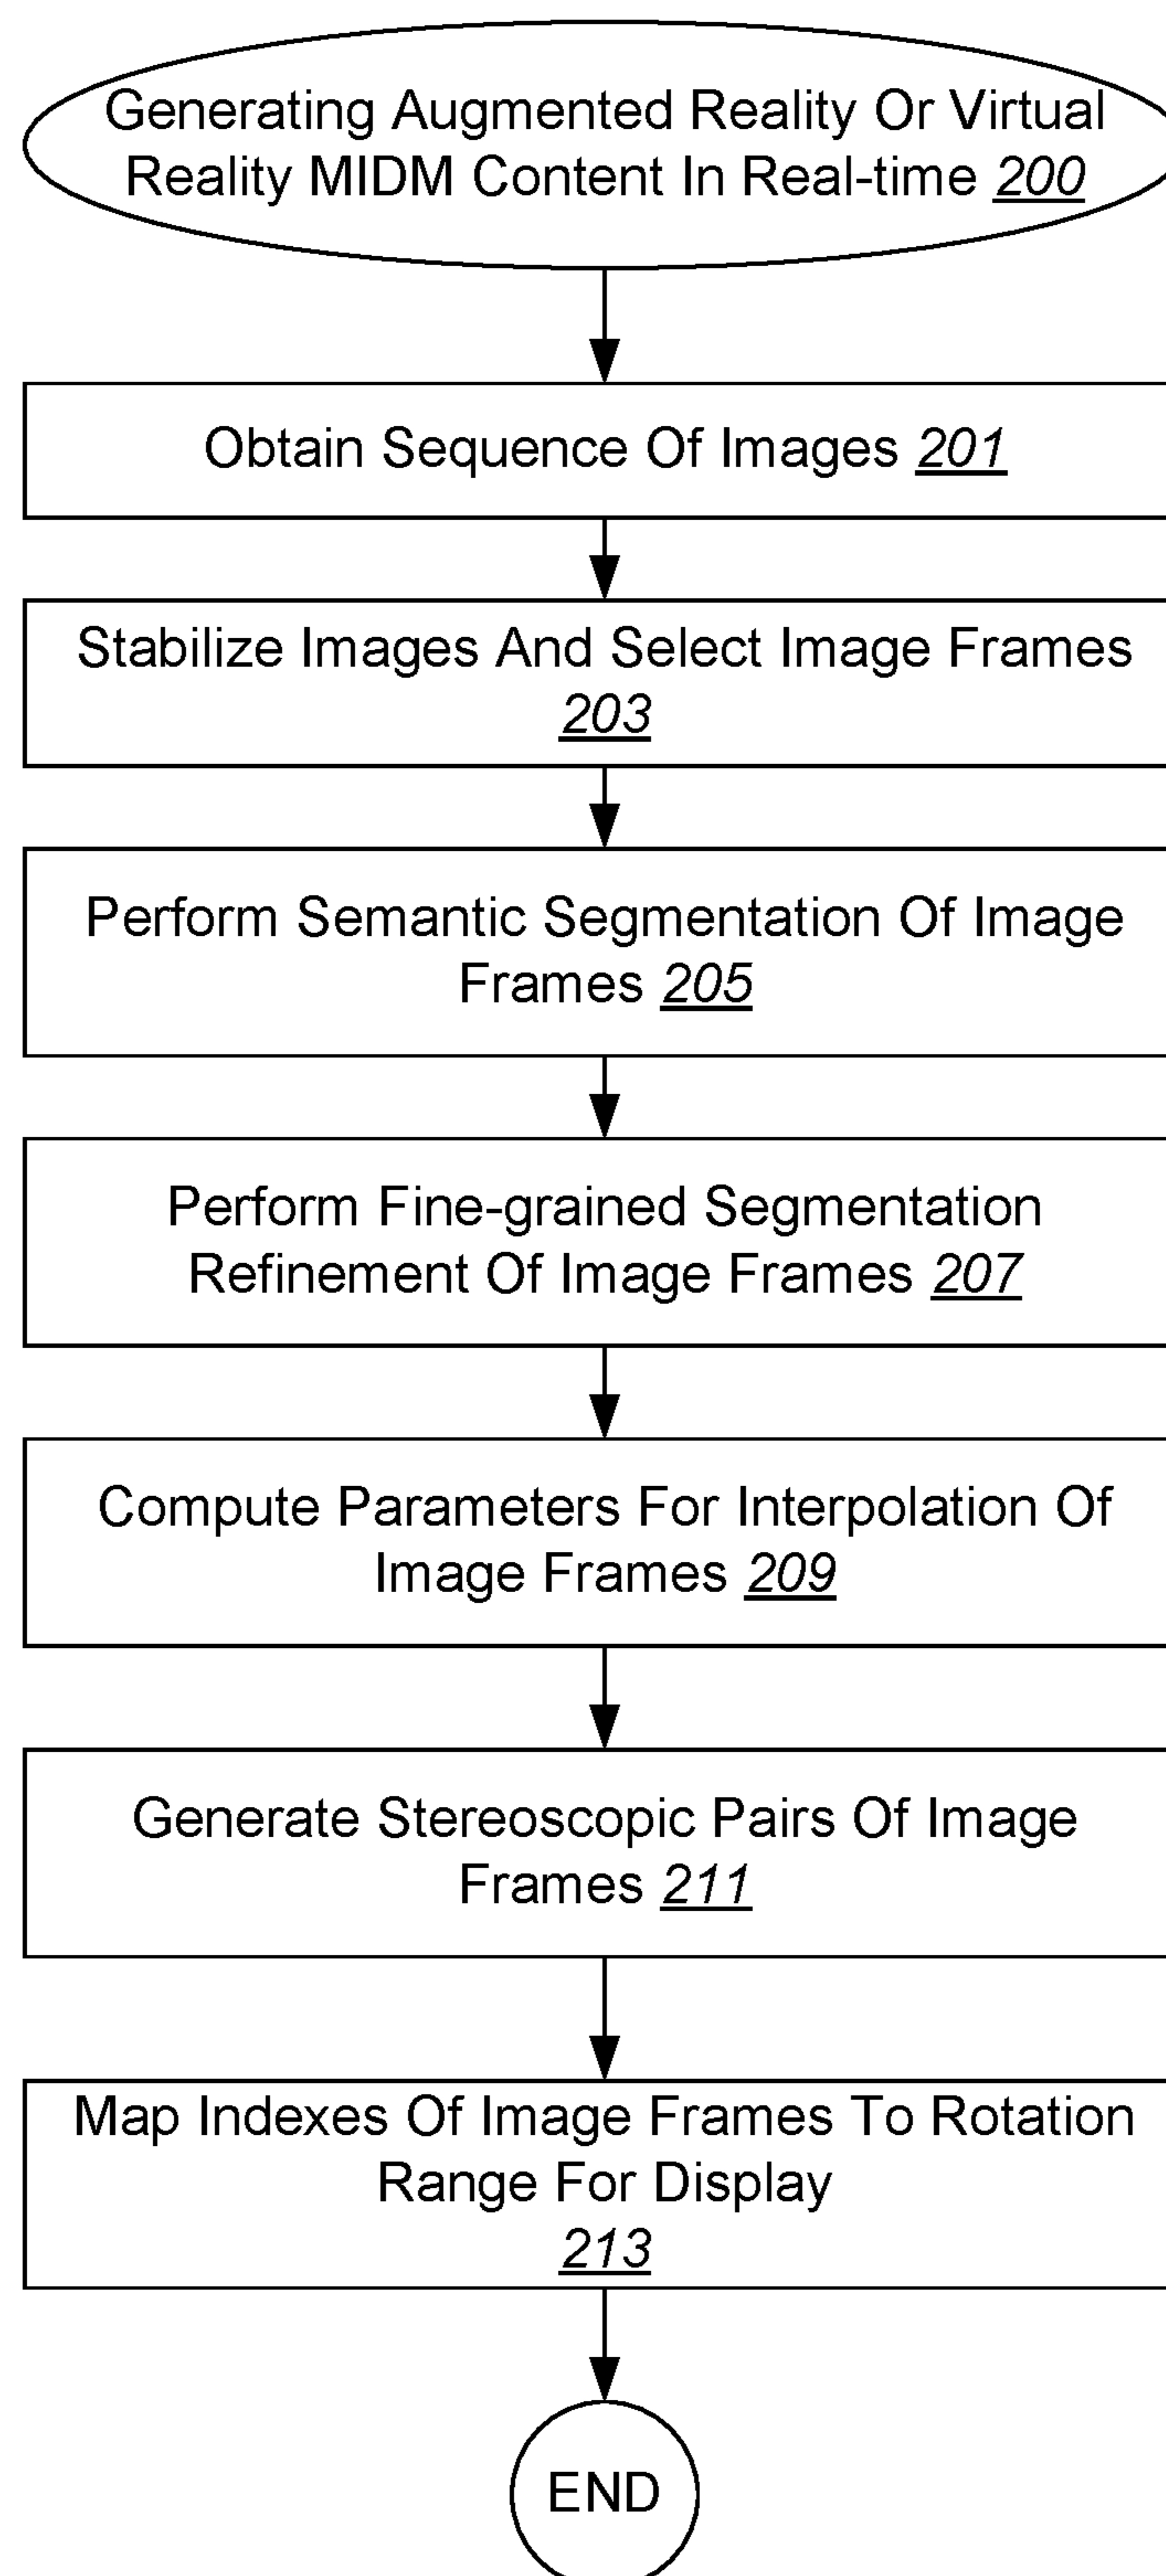 Generating Augmented Reality Or Virtual
Reality MIDM Content In Real-time 200
Obtain Sequence Of Images 201
Stabilize Images And Select Image Frames
203
Perform Semantic Segmentation Of Image
Frames 205
Perform Fine-grained Segmentation
Refinement Of Image Frames 207
Compute Parameters For Interpolation Of
Image Frames 209
Generate Stereoscopic Pairs Of Image
Frames 211
Map Indexes Of Image Frames To Rotation
Range For Display
213
END